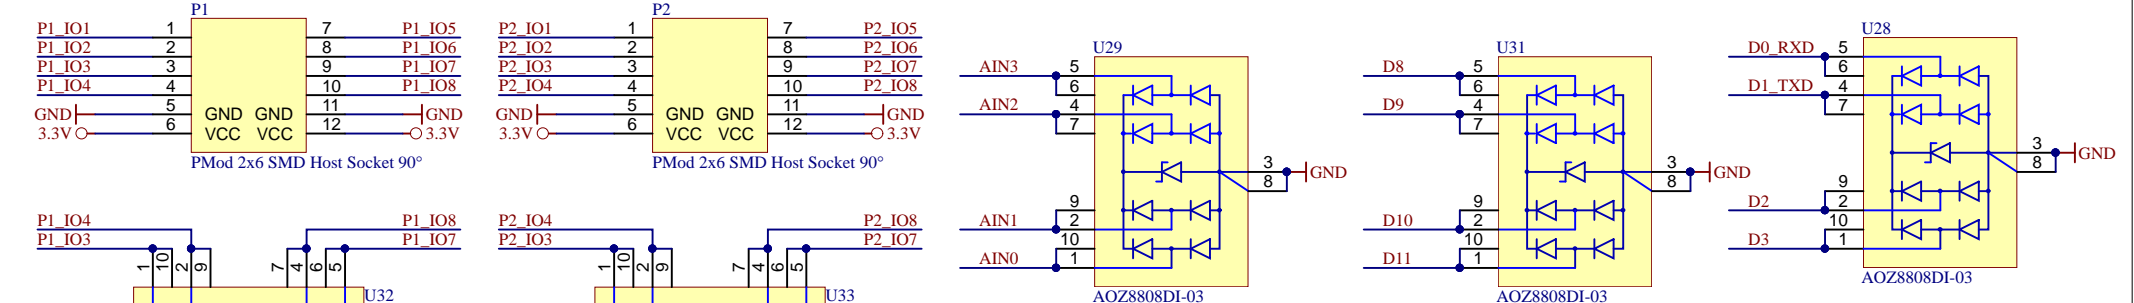 P1
P1_IO1 1 7 P1_IO5
P1_IO2 2 8 P1_IO6
P1_IO3 3 9 P1_IO7
P1_IO4 4 10 P1_IO8
GND 5 GND GND 11 GND
3.3V 6 VCC VCC 12 3.3V
PMod 2x6 SMD Host Socket 90°
P2
P2_IO1 1 7 P2_IO5
P2_IO2 2 8 P2_IO6
P2_IO3 3 9 P2_IO7
P2_IO4 4 10 P2_IO8
GND 5 GND GND 11 GND
3.3V 6 VCC VCC 12 3.3V
PMod 2x6 SMD Host Socket 90°
P1_IO4 P1_IO8
P1_IO3 P1_IO7
1 10 2 9 7 4 6 5
U32
P2_IO4 P2_IO8
P2_IO3 P2_IO7
1 10 2 9 7 4 6 5
U33
U29
AIN3 5
6
AIN2 4
7
3 GND
8
9
AIN1 2
10
AIN0 1
AOZ8808DI-03
U31
D8 5
6
D9 4
7
3 GND
8
9
D10 2
10
D11 1
AOZ8808DI-03
U28
D0_RXD 5
6
D1_TXD 4
7
3 GND
8
9
D2 2
10
D3 1
AOZ8808DI-03